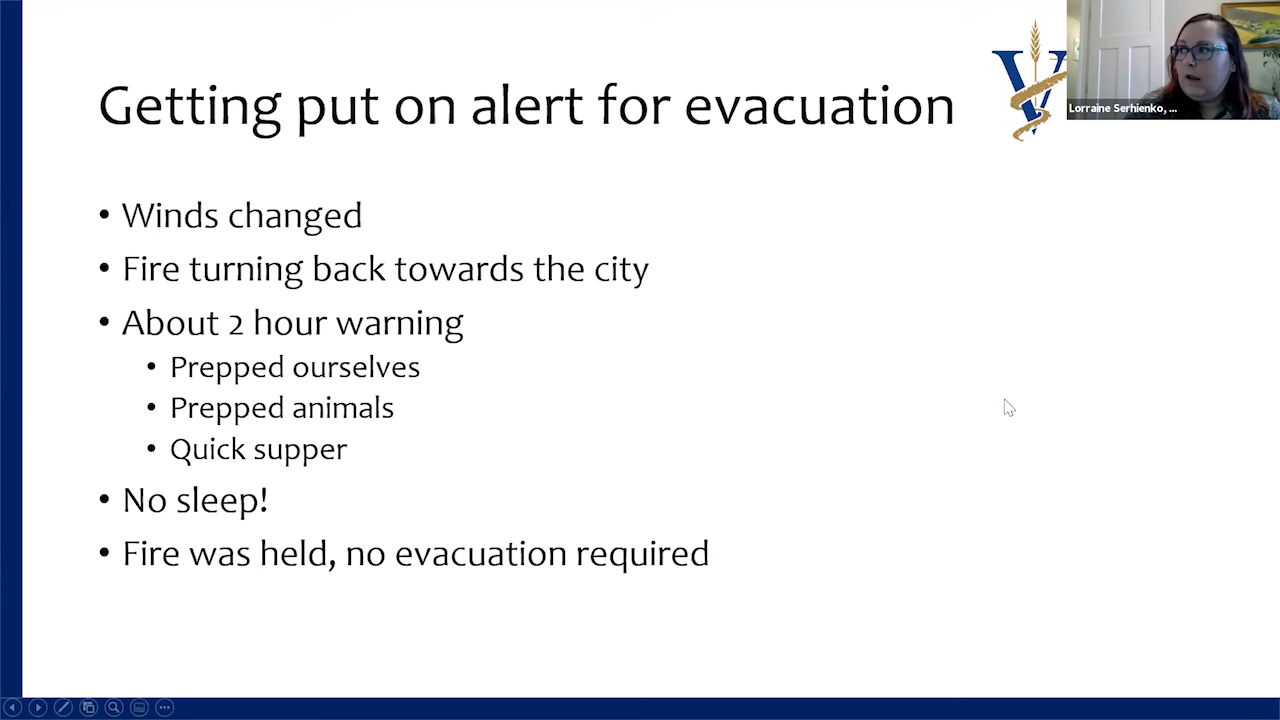 Getting put on alert for evacuation
V
Lorraine Serhienko, ...
• Winds changed
• Fire turning back towards the city
• About 2 hour warning
• Prepped ourselves
• Prepped animals
• Quick supper
• No sleep!
• Fire was held, no evacuation required